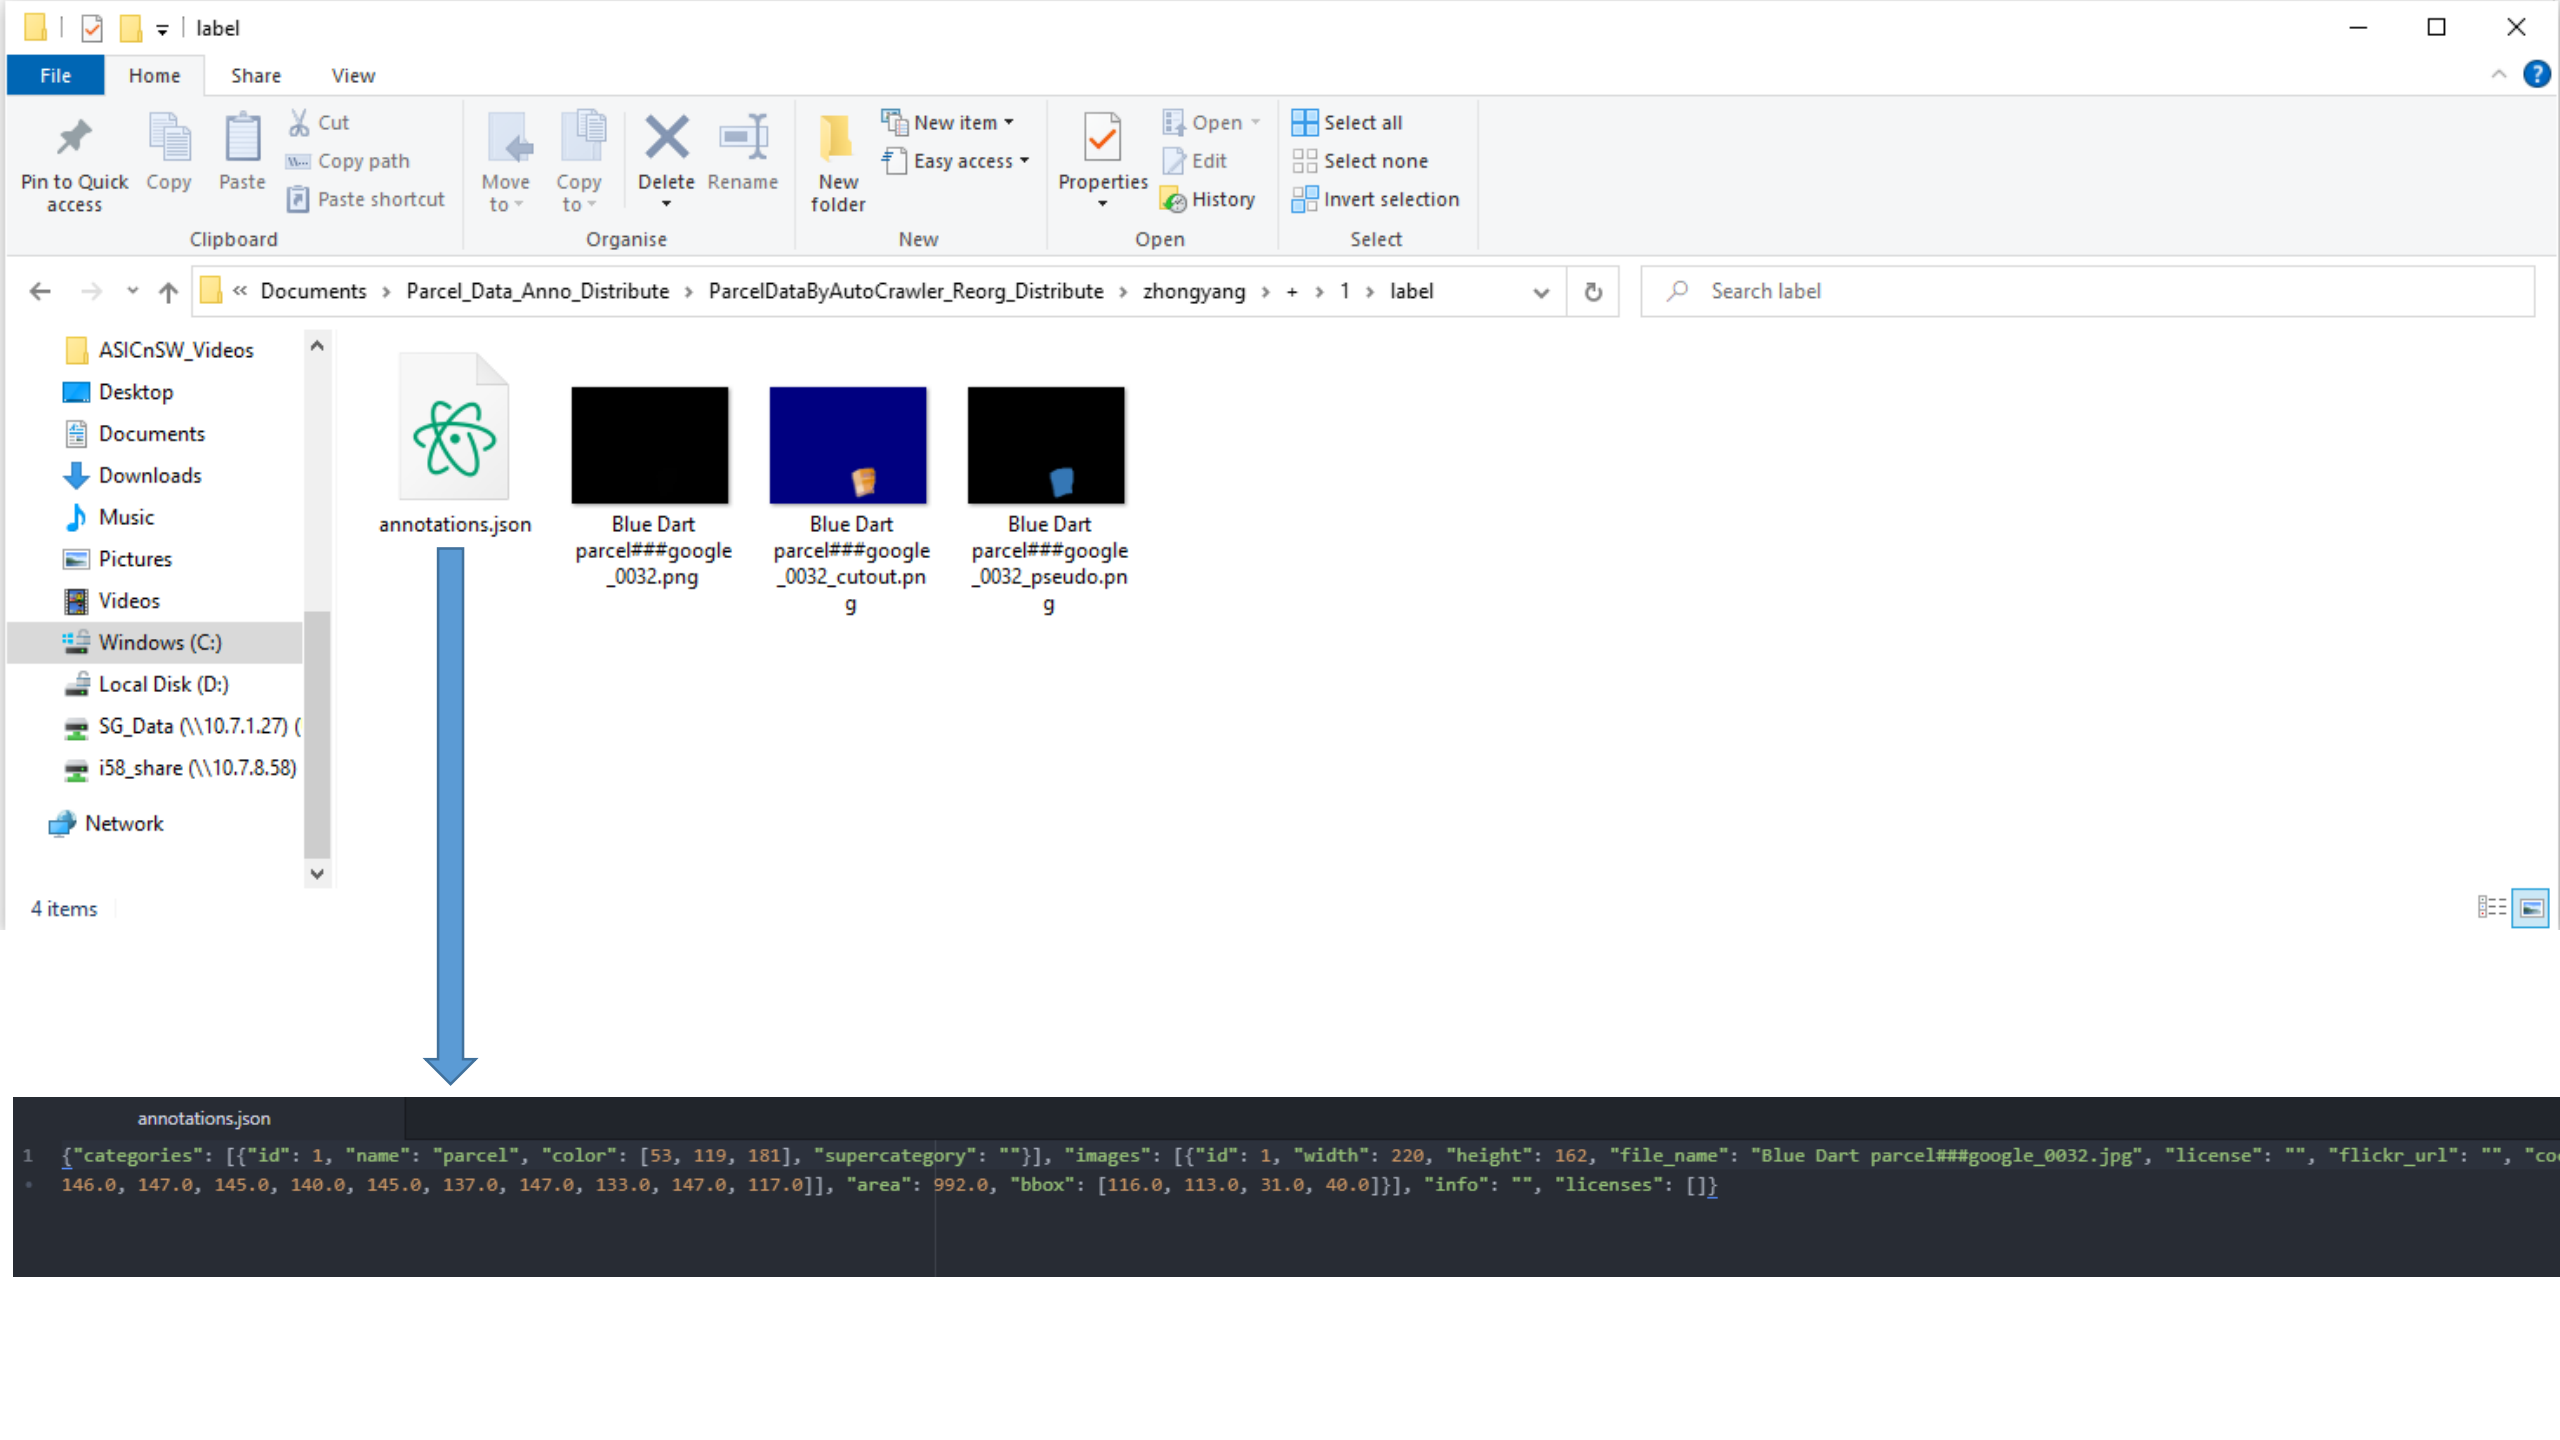 label
File Home Share View
Pin to Quick access
Copy
Paste
Cut
Copy path
Paste shortcut
Clipboard
Move to
Copy to
Delete
Rename
Organise
New folder
New item
Easy access
New
Properties
Open
Edit
History
Open
Select all
Select none
Invert selection
Select
« Documents › Parcel_Data_Anno_Distribute › ParcelDataByAutoCrawler_Reorg_Distribute › zhongyang › + › 1 › label
Search label
ASICnSW_Videos
Desktop
Documents
Downloads
Music
Pictures
Videos
Windows (C:)
Local Disk (D:)
SG_Data (\\10.7.1.27) (
i58_share (\\10.7.8.58)
Network
annotations.json
Blue Dart
parcel###google
_0032.png
Blue Dart
parcel###google
_0032_cutout.pn
g
Blue Dart
parcel###google
_0032_pseudo.pn
g
4 items
annotations.json
1 {"categories": [{"id": 1, "name": "parcel", "color": [53, 119, 181], "supercategory": ""}], "images": [{"id": 1, "width": 220, "height": 162, "file_name": "Blue Dart parcel###google_0032.jpg", "license": "", "flickr_url": "", "co
146.0, 147.0, 145.0, 140.0, 145.0, 137.0, 147.0, 133.0, 147.0, 117.0]], "area": 992.0, "bbox": [116.0, 113.0, 31.0, 40.0]}], "info": "", "licenses": []}